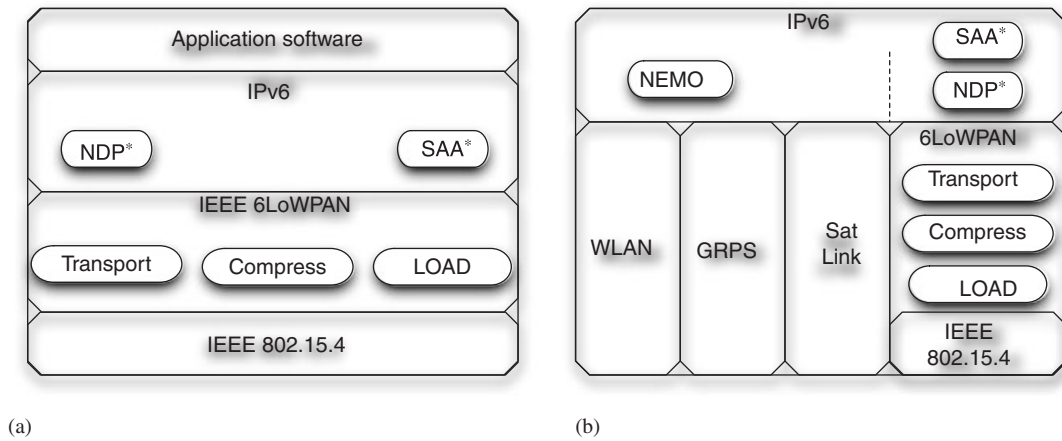 Application software
IPv6
NDP*
SAA*
IEEE 6LoWPAN
Transport
Compress
LOAD
IEEE 802.15.4
(a)
IPv6
SAA*
NEMO
NDP*
6LoWPAN
Transport
WLAN
GRPS
Sat
Link
Compress
LOAD
IEEE
802.15.4
(b)